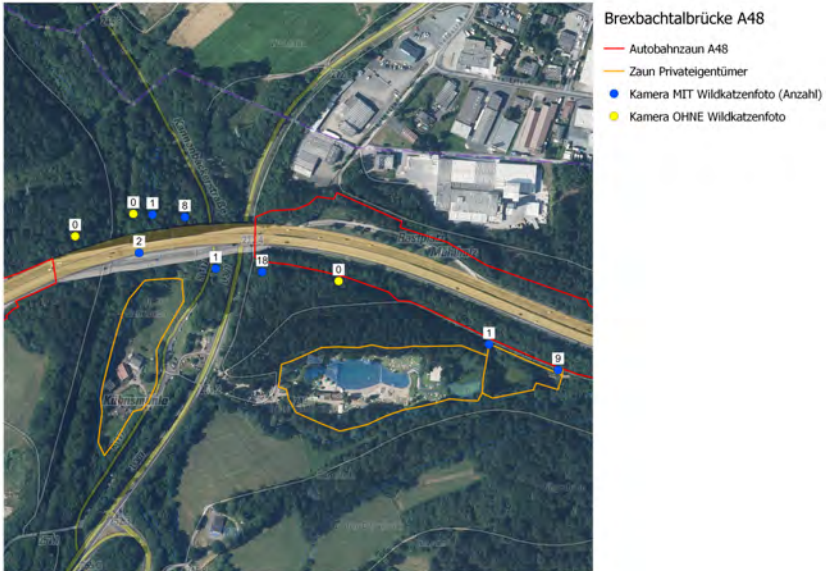 Brexbachtalbrücke A48
Autobahnzaun A48
Zaun Privateigentümer
Kamera MIT Wildkatzenfoto (Anzahl)
Kamera OHNE Wildkatzenfoto
0
1
8
0
2
1
18
0
1
9
Kuhnsmühle